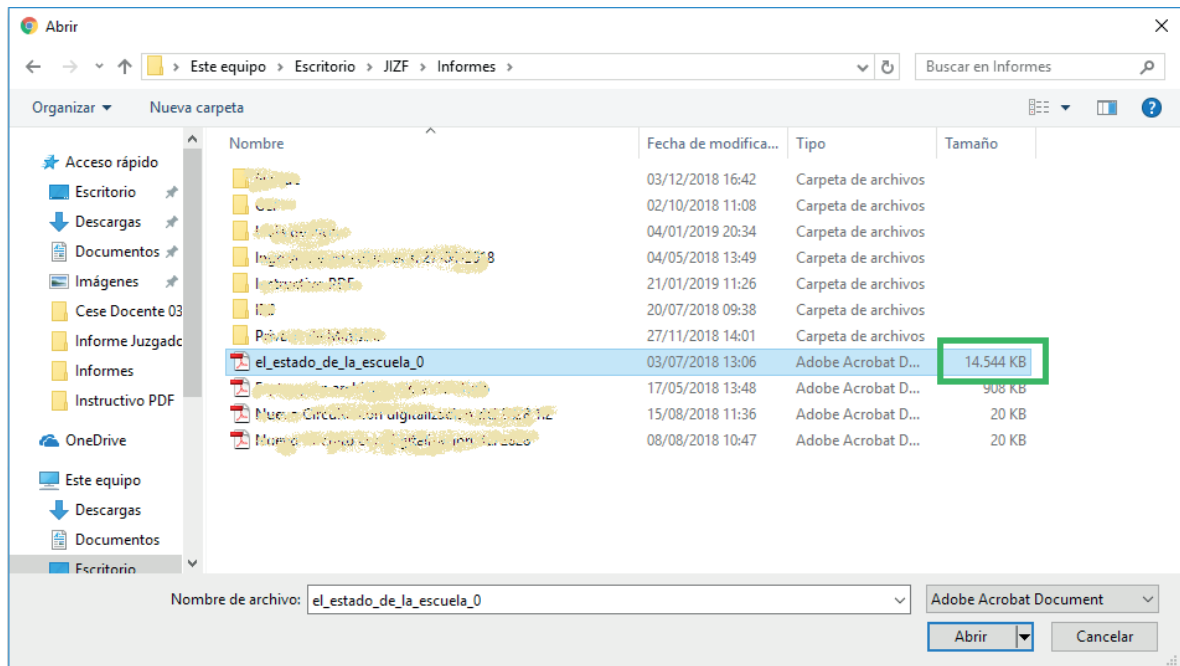 Abrir
Este equipo > Escritorio > JIZF > Informes >
Buscar en Informes
Organizar
Nueva carpeta
Nombre
Fecha de modifica...
Tipo
Tamaño
03/12/2018 16:42 Carpeta de archivos
02/10/2018 11:08 Carpeta de archivos
04/01/2019 20:34 Carpeta de archivos
04/05/2018 13:49 Carpeta de archivos
21/01/2019 11:26 Carpeta de archivos
20/07/2018 09:38 Carpeta de archivos
27/11/2018 14:01 Carpeta de archivos
el_estado_de_la_escuela_0 03/07/2018 13:06 Adobe Acrobat D... 14.544 KB
17/05/2018 13:48 Adobe Acrobat D... 908 KB
15/08/2018 11:36 Adobe Acrobat D... 20 KB
08/08/2018 10:47 Adobe Acrobat D... 20 KB
Acceso rápido
Escritorio
Descargas
Documentos
Imágenes
Cese Docente 03
Informe Juzgadc
Informes
Instructivo PDF
OneDrive
Este equipo
Descargas
Documentos
Escritorio
Nombre de archivo: el_estado_de_la_escuela_0
Adobe Acrobat Document
Abrir
Cancelar